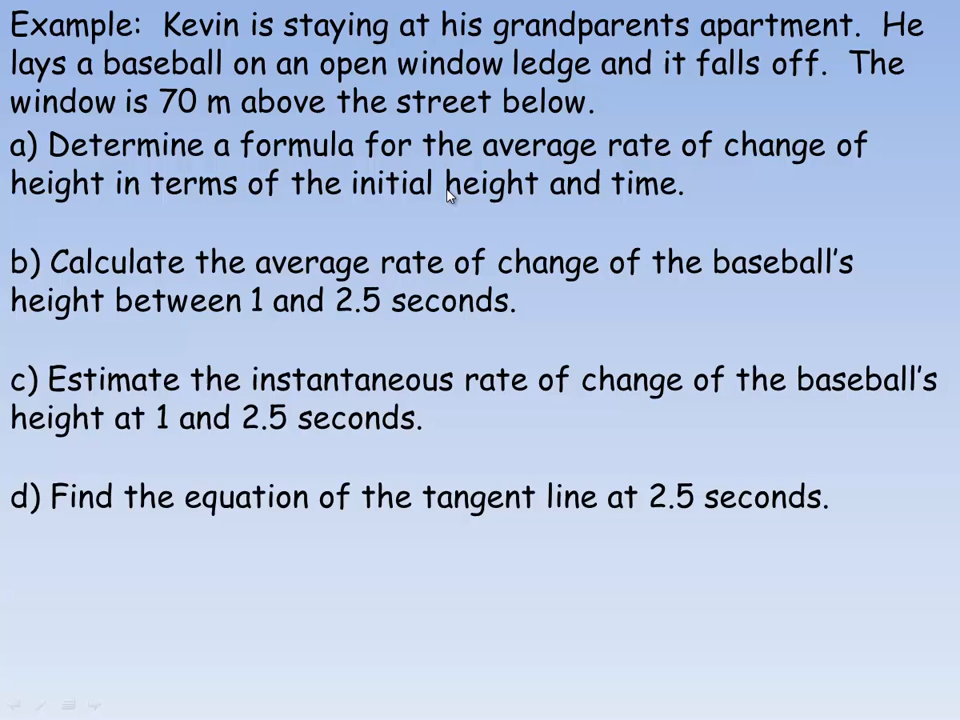 Example:  Kevin is staying at his grandparents apartment.  He
lays a baseball on an open window ledge and it falls off.  The
window is 70 m above the street below.
a) Determine a formula for the average rate of change of
height in terms of the initial height and time.
b) Calculate the average rate of change of the baseball's
height between 1 and 2.5 seconds.
c) Estimate the instantaneous rate of change of the baseball's
height at 1 and 2.5 seconds.
d) Find the equation of the tangent line at 2.5 seconds.